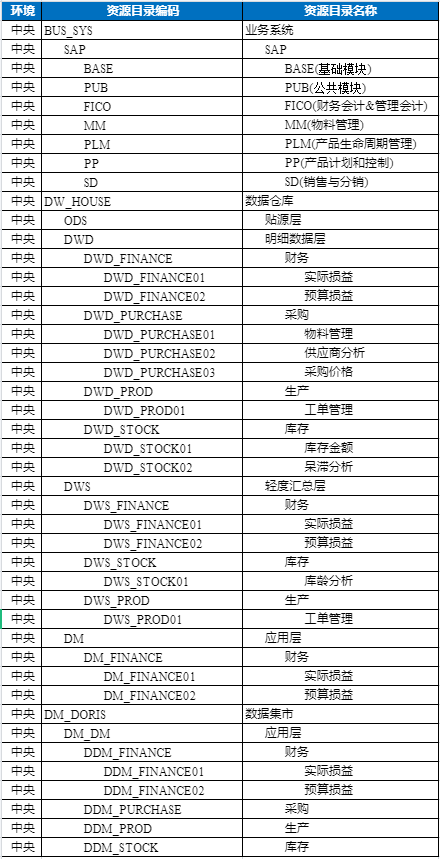 环境 资源目录编码 资源目录名称
中央 BUS_SYS 业务系统
中央 SAP SAP
中央 BASE BASE(基础模块)
中央 PUB PUB(公共模块)
中央 FICO FICO(财务会计&管理会计)
中央 MM MM(物料管理)
中央 PLM PLM(产品生命周期管理)
中央 PP PP(产品计划和控制)
中央 SD SD(销售与分销)
中央 DW_HOUSE 数据仓库
中央 ODS 贴源层
中央 DWD 明细数据层
中央 DWD_FINANCE 财务
中央 DWD_FINANCE01 实际损益
中央 DWD_FINANCE02 预算损益
中央 DWD_PURCHASE 采购
中央 DWD_PURCHASE01 物料管理
中央 DWD_PURCHASE02 供应商分析
中央 DWD_PURCHASE03 采购价格
中央 DWD_PROD 生产
中央 DWD_PROD01 工单管理
中央 DWD_STOCK 库存
中央 DWD_STOCK01 库存金额
中央 DWD_STOCK02 呆滞分析
中央 DWS 轻度汇总层
中央 DWS_FINANCE 财务
中央 DWS_FINANCE01 实际损益
中央 DWS_FINANCE02 预算损益
中央 DWS_STOCK 库存
中央 DWS_STOCK01 库龄分析
中央 DWS_PROD 生产
中央 DWS_PROD01 工单管理
中央 DM 应用层
中央 DM_FINANCE 财务
中央 DM_FINANCE01 实际损益
中央 DM_FINANCE02 预算损益
中央 DM_DORIS 数据集市
中央 DM_DM 应用层
中央 DDM_FINANCE 财务
中央 DDM_FINANCE01 实际损益
中央 DDM_FINANCE02 预算损益
中央 DDM_PURCHASE 采购
中央 DDM_PROD 生产
中央 DDM_STOCK 库存